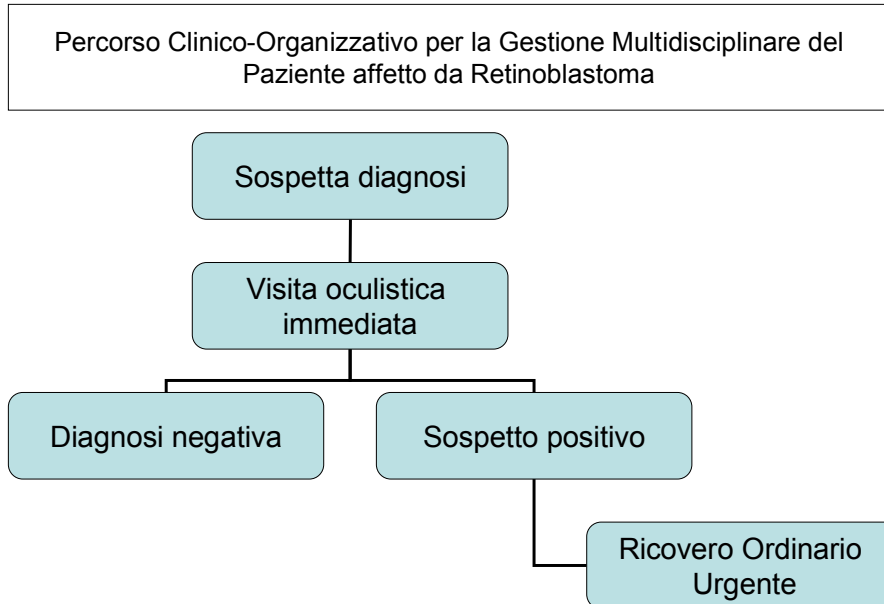 Percorso Clinico-Organizzativo per la Gestione Multidisciplinare del
Paziente affetto da Retinoblastoma
Sospetta diagnosi
Visita oculistica
immediata
Diagnosi negativa
Sospetto positivo
Ricovero Ordinario
Urgente